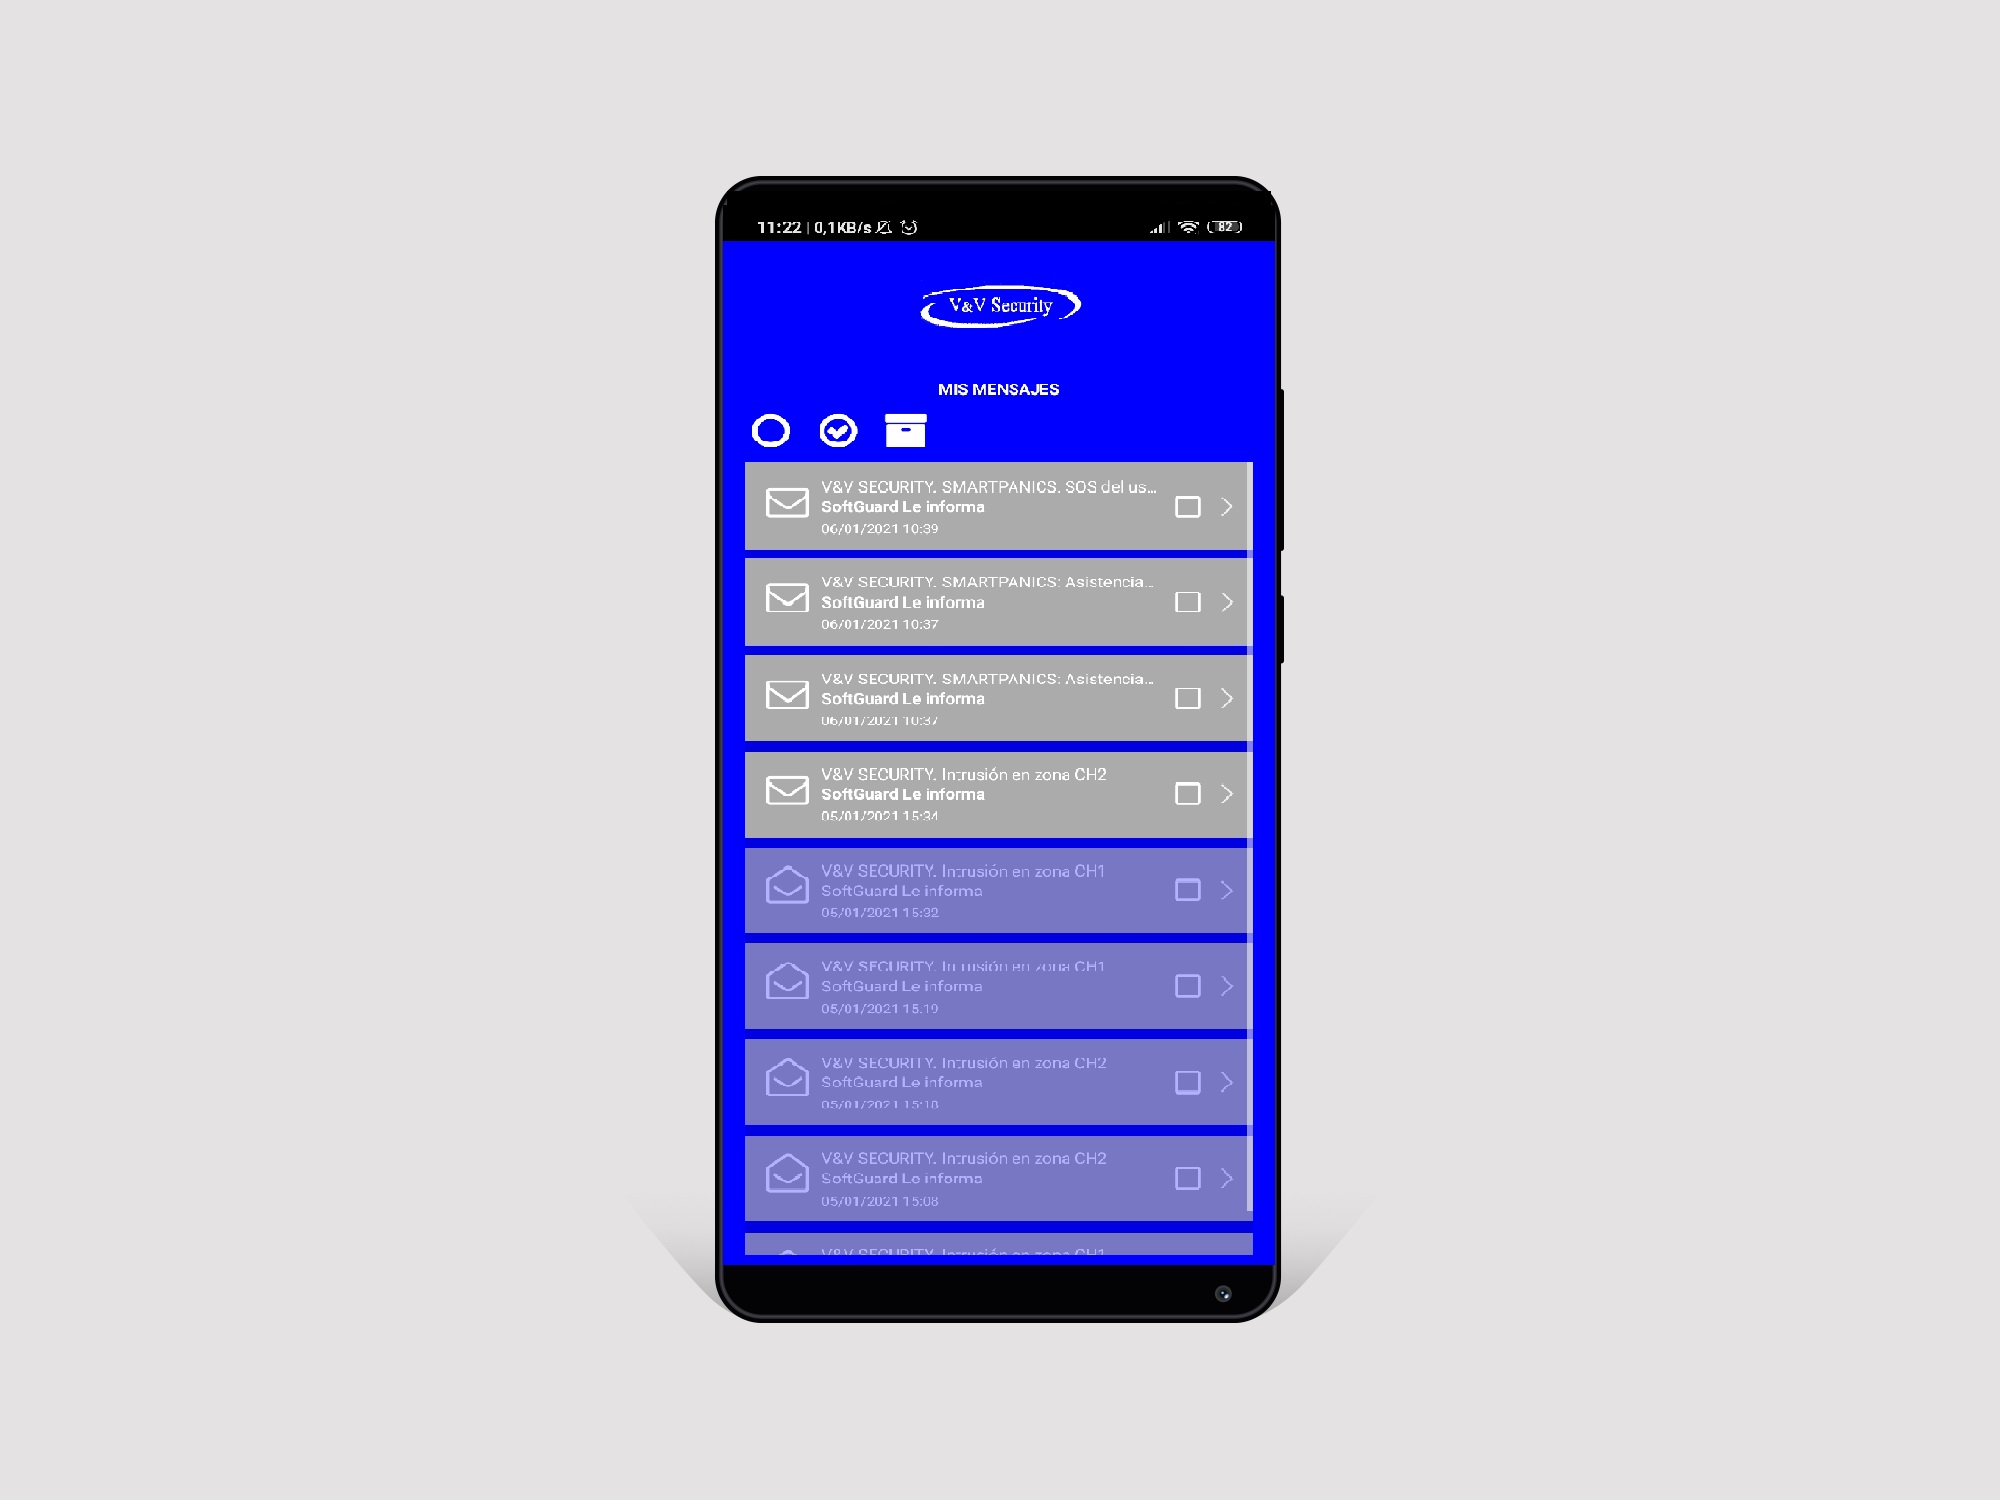 11:22 | 0,1KB/s
82
V&V Security
MIS MENSAJES
V&V SECURITY. SMARTPANICS. SOS del us...
SoftGuard Le informa
06/01/2021 10:39
V&V SECURITY. SMARTPANICS: Asistencia...
SoftGuard Le informa
06/01/2021 10:37
V&V SECURITY. SMARTPANICS: Asistencia...
SoftGuard Le informa
06/01/2021 10:37
V&V SECURITY. Intrusión en zona CH2
SoftGuard Le informa
05/01/2021 15:34
V&V SECURITY. Intrusión en zona CH1
SoftGuard Le informa
05/01/2021 15:32
V&V SECURITY. Intrusión en zona CH1
SoftGuard Le informa
05/01/2021 15:19
V&V SECURITY. Intrusión en zona CH2
SoftGuard Le informa
05/01/2021 15:18
V&V SECURITY. Intrusión en zona CH2
SoftGuard Le informa
05/01/2021 15:08
V&V SECURITY. Intrusión en zona CH1